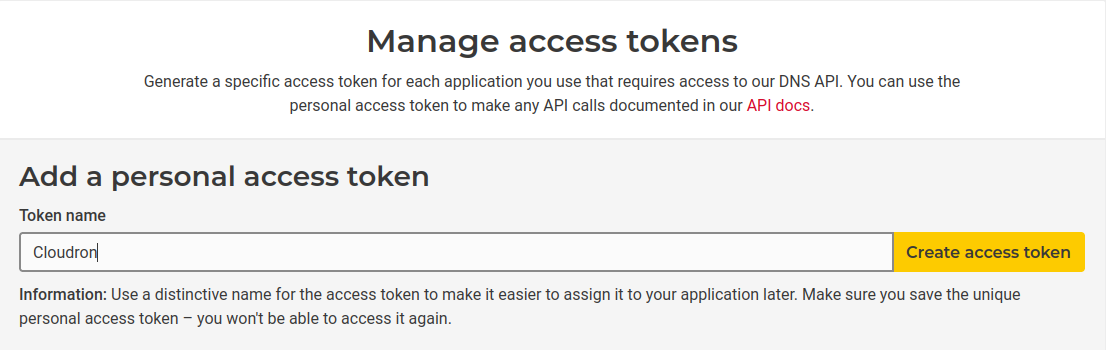 Manage access tokens
Generate a specific access token for each application you use that requires access to our DNS API. You can use the
personal access token to make any API calls documented in our API docs.
Add a personal access token
Token name
Cloudron
Create access token
Information: Use a distinctive name for the access token to make it easier to assign it to your application later. Make sure you save the unique
personal access token – you won't be able to access it again.